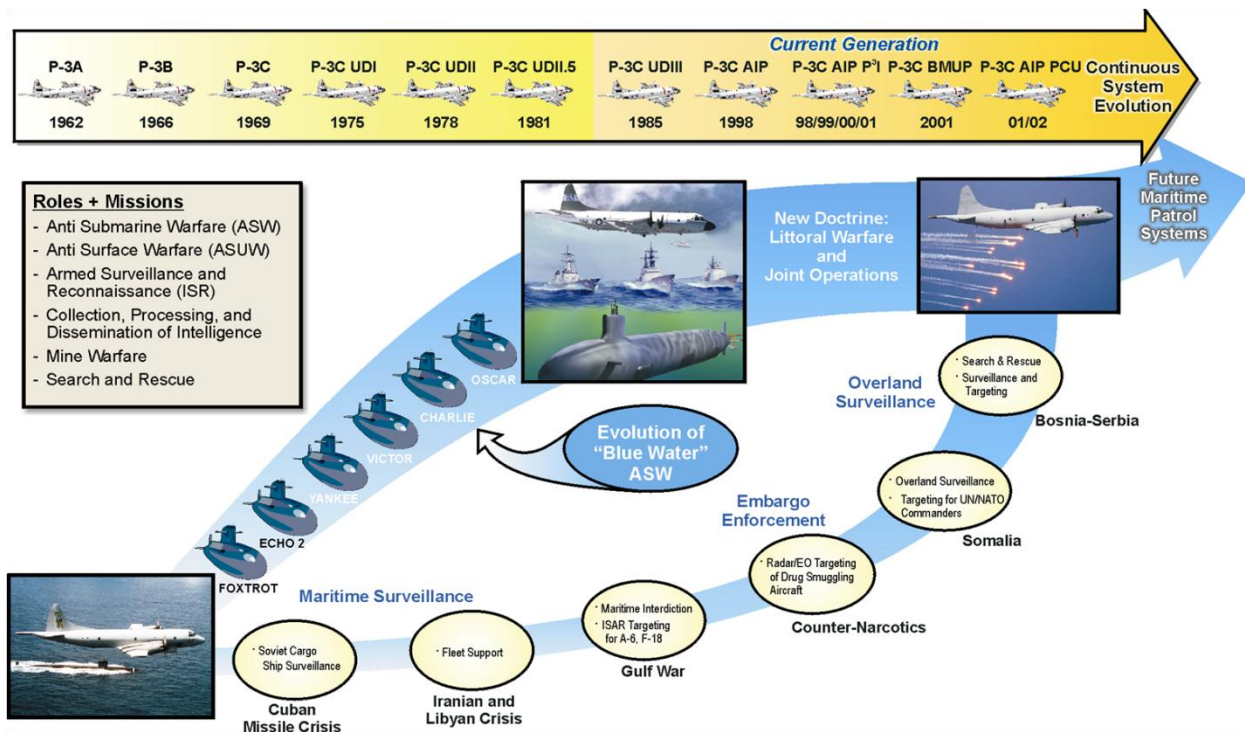 Current Generation
P-3A
P-3B
P-3C
P-3C UDI
P-3C UDII
P-3C UDII.5
P-3C UDIII
P-3C AIP
P-3C AIP P³I
P-3C BMUP
P-3C AIP PCU
1962
1966
1969
1975
1978
1981
1985
1998
98/99/00/01
2001
01/02
Continuous
System
Evolution
Roles + Missions
- Anti Submarine Warfare (ASW)
- Anti Surface Warfare (ASUW)
- Armed Surveillance and
Reconnaissance (ISR)
- Collection, Processing, and
Dissemination of Intelligence
- Mine Warfare
- Search and Rescue
New Doctrine:
Littoral Warfare
and
Joint Operations
Future
Maritime
Patrol
Systems
OSCAR
CHARLIE
VICTOR
YANKEE
ECHO 2
FOXTROT
Evolution of
“Blue Water”
ASW
Maritime Surveillance
· Soviet Cargo
Ship Surveillance
Cuban
Missile Crisis
· Fleet Support
Iranian and
Libyan Crisis
· Maritime Interdiction
· ISAR Targeting
for A-6, F-18
Gulf War
Embargo
Enforcement
· Radar/EO Targeting
of Drug Smuggling
Aircraft
Counter-Narcotics
· Overland Surveillance
· Targeting for UN/NATO
Commanders
Somalia
Overland
Surveillance
· Search & Rescue
· Surveillance and
Targeting
Bosnia-Serbia